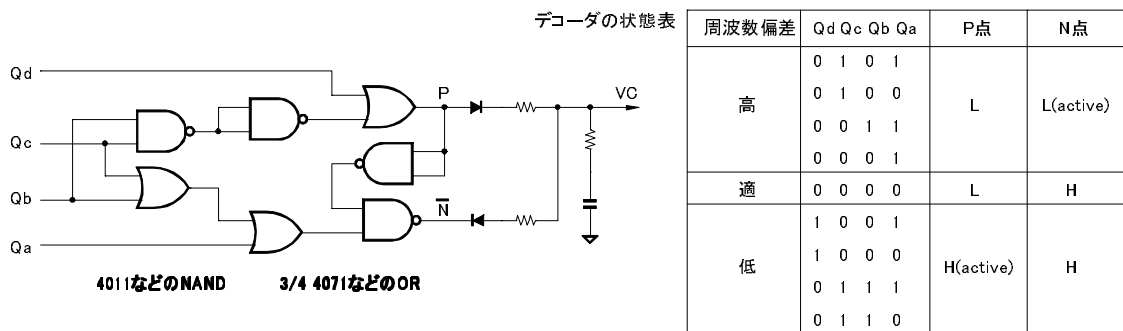 デコーダの状態表
周波数偏差 Qd Qc Qb Qa P点 N点
0 1 0 1
0 1 0 0
高 L L(active)
0 0 1 1
0 0 0 1
適 0 0 0 0 L H
1 0 0 1
1 0 0 0
低 H(active) H
0 1 1 1
0 1 1 0
Qd
P
VC
Qc
Qb
N
Qa
4011などのNAND
3/4 4071などのOR